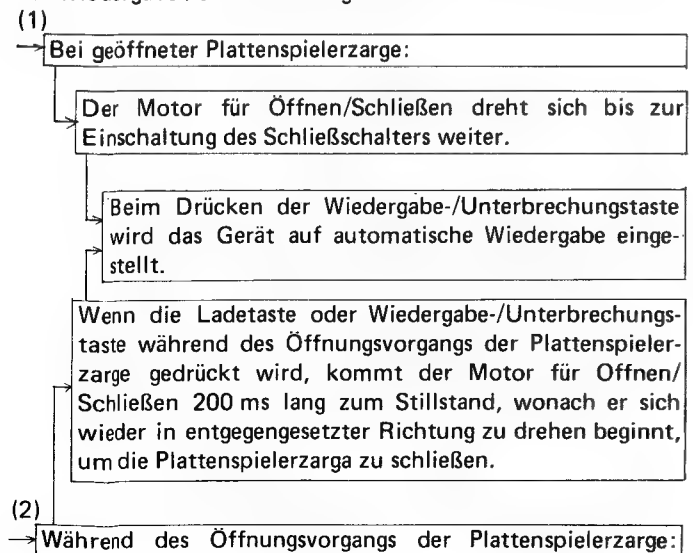 (1)
Bei geöffneter Plattenspielerzarge:
Der Motor für Öffnen/Schließen dreht sich bis zur
Einschaltung des Schließschalters weiter.
Beim Drücken der Wiedergabe-/Unterbrechungstaste
wird das Gerät auf automatische Wiedergabe einge-
stellt.
Wenn die Ladetaste oder Wiedergabe-/Unterbrechungs-
taste während des Öffnungsvorgangs der Plattenspieler-
zarge gedrückt wird, kommt der Motor für Offnen/
Schließen 200 ms lang zum Stillstand, wonach er sich
wieder in entgegengesetzter Richtung zu drehen beginnt,
um die Plattenspielerzarga zu schließen.
(2)
Während des Öffnungsvorgangs der Plattenspielerzarge: